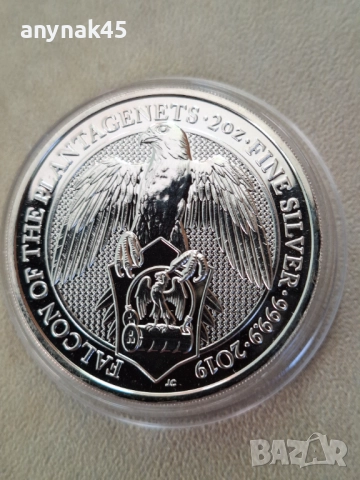 anynak45
FALCON OF THE PLANTAGENETS · 2oz · FINE SILVER · 9999 · 2019
JC
BAZAR